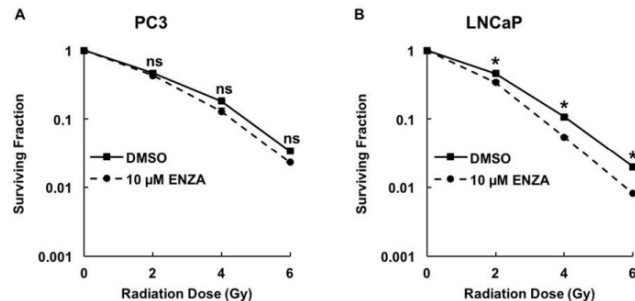 A
PC3
Surviving Fraction
1
0.1
0.01
0.001
ns
ns
ns
DMSO
10 µM ENZA
0 2 4 6
Radiation Dose (Gy)
B
LNCaP
Surviving Fraction
1
0.1
0.01
0.001
*
*
*
DMSO
10 µM ENZA
0 2 4 6
Radiation Dose (Gy)